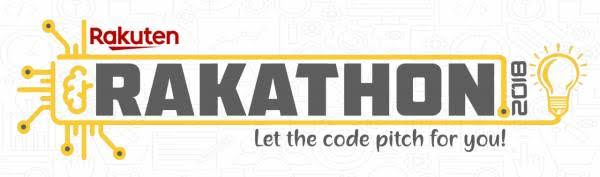 Rakuten
RAKATHON
2018
Let the code pitch for you!